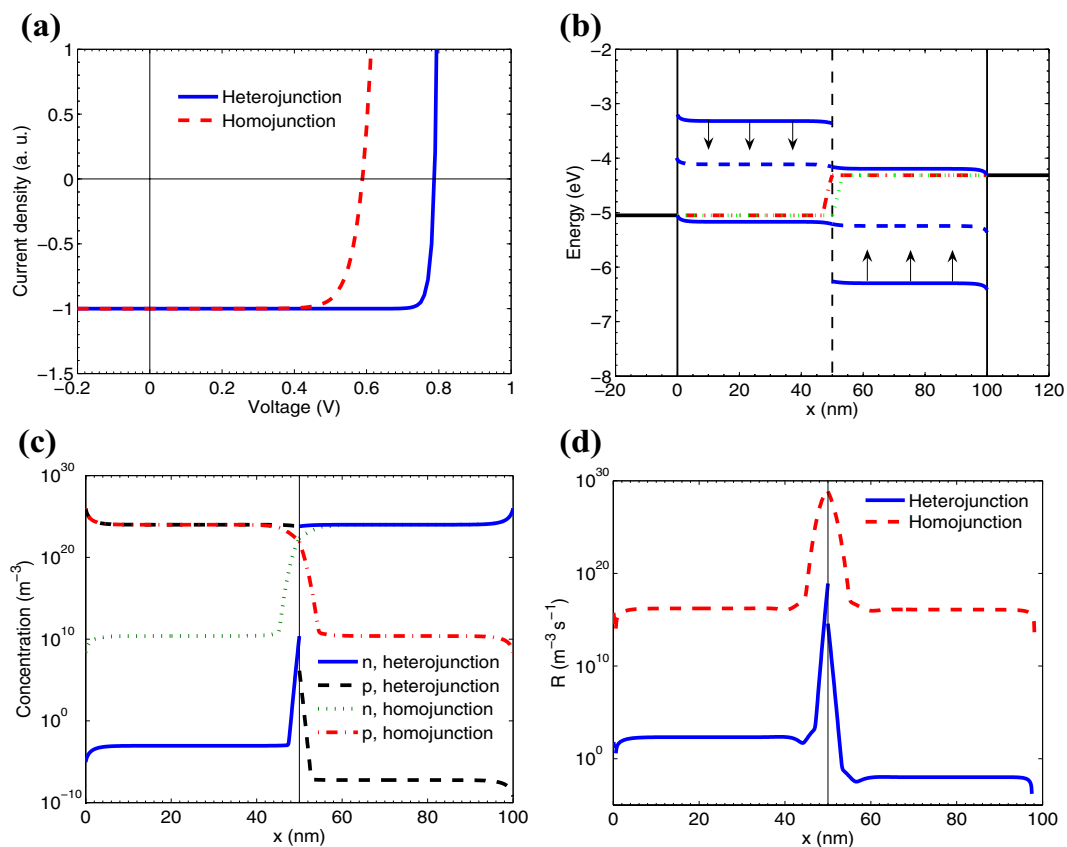 (a)
1
0.5
0
−0.5
−1
−1.5
Current density (a. u.)
Heterojunction
Homojunction
−0.2
0
0.2
0.4
0.6
0.8
1
Voltage (V)
(b)
−2
−3
−4
−5
−6
−7
−8
Energy (eV)
−20
0
20
40
60
80
100
120
x (nm)
(c)
10^30
10^20
10^10
10^0
10^−10
Concentration (m^−3)
n, heterojunction
p, heterojunction
n, homojunction
p, homojunction
0
20
40
60
80
100
x (nm)
(d)
10^30
10^20
10^10
10^0
R (m^−3 s^−1)
Heterojunction
Homojunction
0
20
40
60
80
100
x (nm)